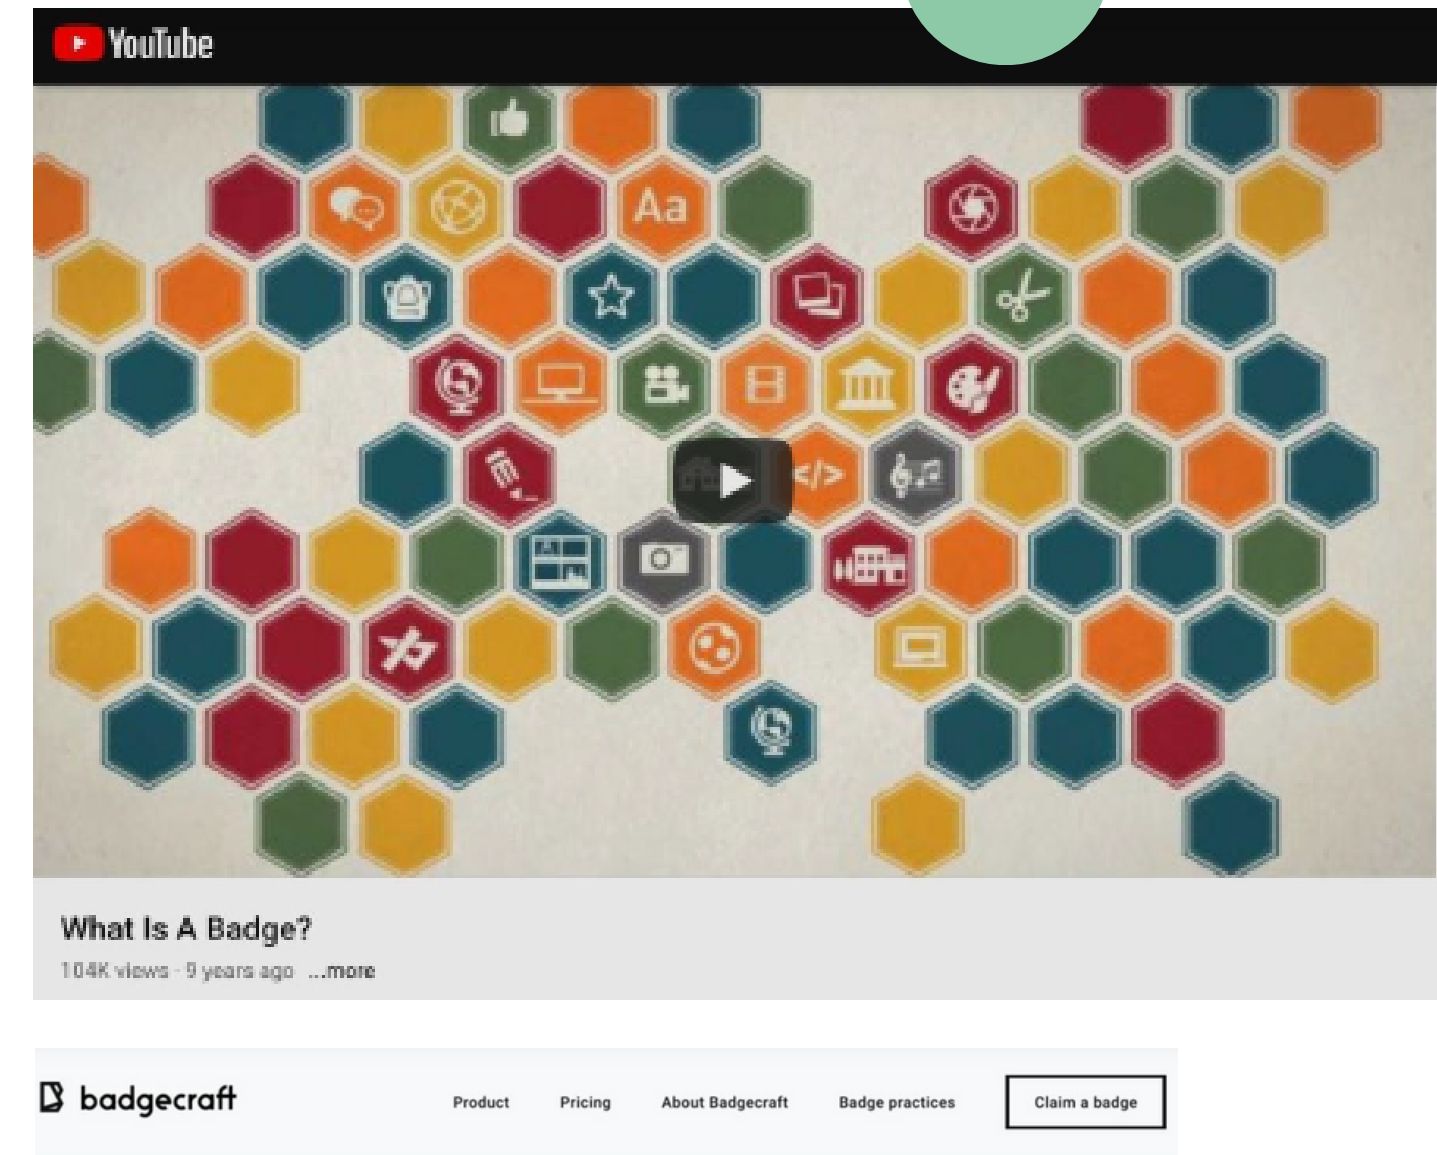 YouTube
Aa
</>
What Is A Badge?
104K views · 9 years ago ...more
badgecraft
Product Pricing About Badgecraft Badge practices Claim a badge